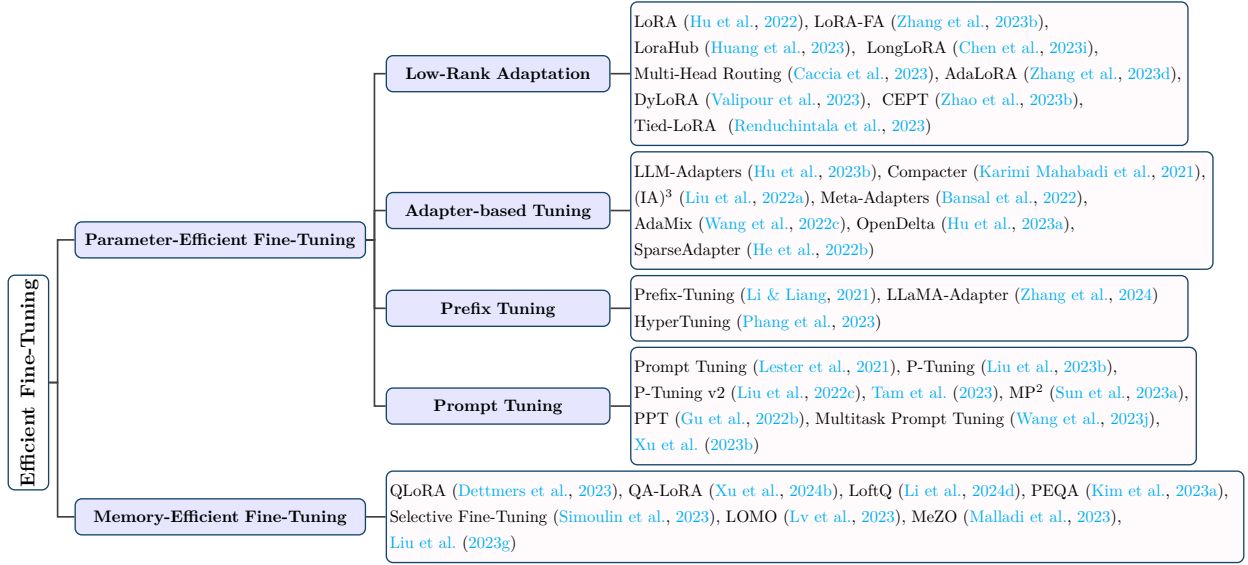 Efficient Fine-Tuning
Parameter-Efficient Fine-Tuning
Low-Rank Adaptation
LoRA (Hu et al., 2022), LoRA-FA (Zhang et al., 2023b),
LoraHub (Huang et al., 2023), LongLoRA (Chen et al., 2023i),
Multi-Head Routing (Caccia et al., 2023), AdaLoRA (Zhang et al., 2023d),
DyLoRA (Valipour et al., 2023), CEPT (Zhao et al., 2023b),
Tied-LoRA (Renduchintala et al., 2023)
Adapter-based Tuning
LLM-Adapters (Hu et al., 2023b), Compacter (Karimi Mahabadi et al., 2021),
(IA)³ (Liu et al., 2022a), Meta-Adapters (Bansal et al., 2022),
AdaMix (Wang et al., 2022c), OpenDelta (Hu et al., 2023a),
SparseAdapter (He et al., 2022b)
Prefix Tuning
Prefix-Tuning (Li & Liang, 2021), LLaMA-Adapter (Zhang et al., 2024)
HyperTuning (Phang et al., 2023)
Prompt Tuning
Prompt Tuning (Lester et al., 2021), P-Tuning (Liu et al., 2023b),
P-Tuning v2 (Liu et al., 2022c), Tam et al. (2023), MP² (Sun et al., 2023a),
PPT (Gu et al., 2022b), Multitask Prompt Tuning (Wang et al., 2023j),
Xu et al. (2023b)
Memory-Efficient Fine-Tuning
QLoRA (Dettmers et al., 2023), QA-LoRA (Xu et al., 2024b), LoftQ (Li et al., 2024d), PEQA (Kim et al., 2023a),
Selective Fine-Tuning (Simoulin et al., 2023), LOMO (Lv et al., 2023), MeZO (Malladi et al., 2023),
Liu et al. (2023g)